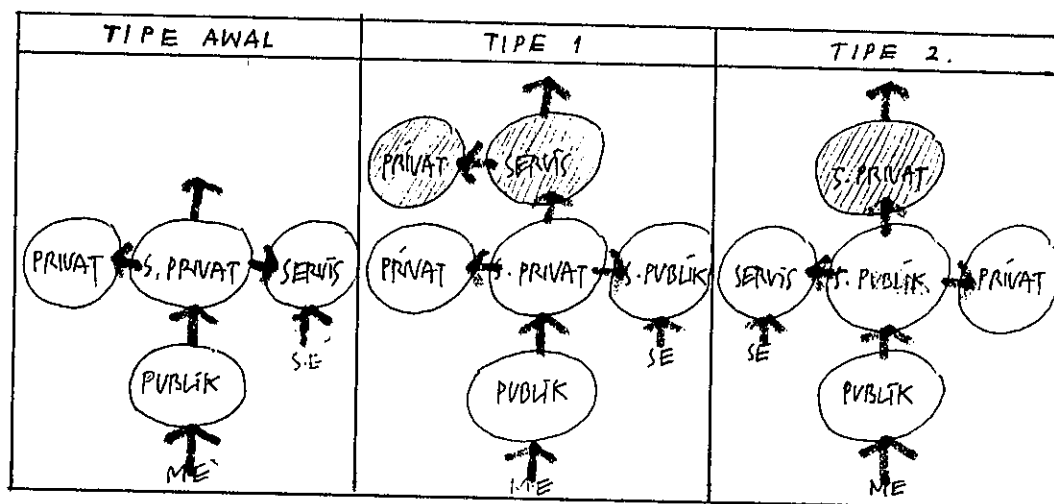 TIPE AWAL
PRIVAT S. PRIVAT SERVIS
S.E
PUBLIK
ME
TIPE 1
PRIVAT SERVIS
PRIVAT S. PRIVAT S. PUBLIK
SE
PUBLIK
ME
TIPE 2.
S. PRIVAT
SERVIS S. PUBLIK PRIVAT
SE
PUBLIK
ME